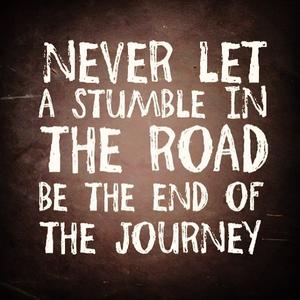 NEVER LET
A STUMBLE IN
THE ROAD
BE THE END OF
THE JOURNEY